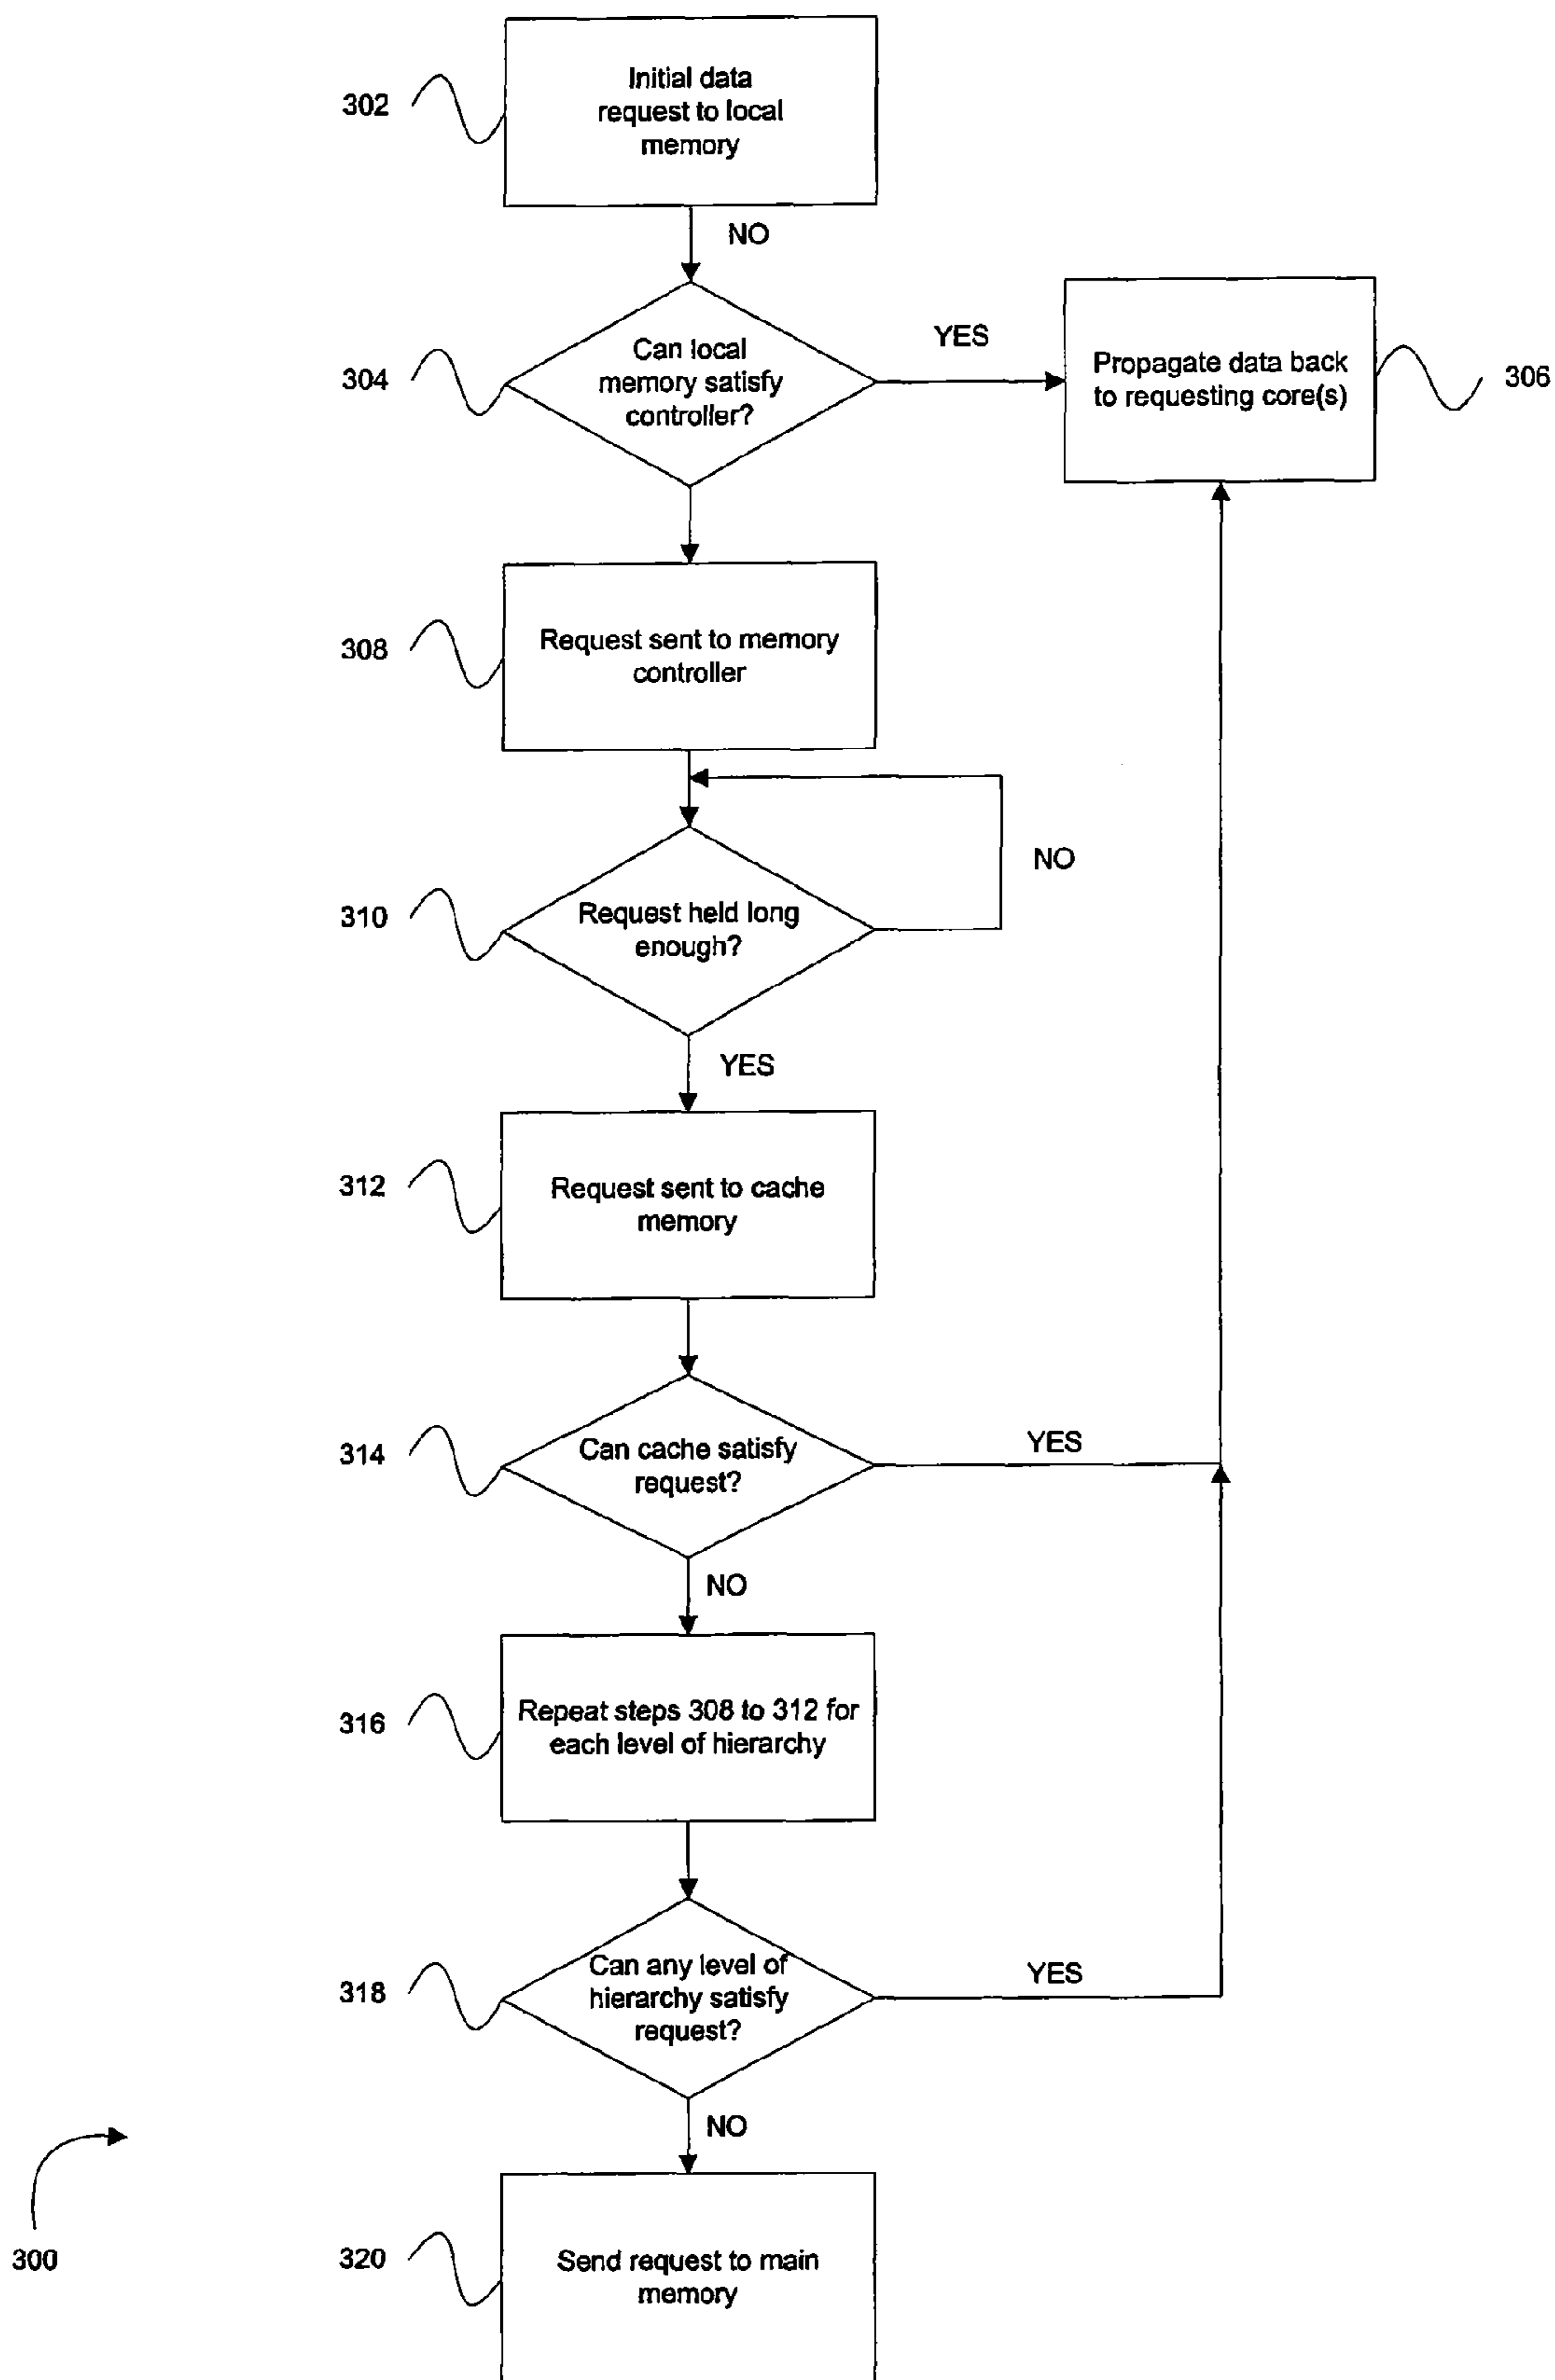 302
Initial data
request to local
memory
NO
304
Can local
memory satisfy
controller?
YES
Propagate data back
to requesting core(s)
306
308
Request sent to memory
controller
310
Request held long
enough?
NO
YES
312
Request sent to cache
memory
314
Can cache satisfy
request?
YES
NO
316
Repeat steps 308 to 312 for
each level of hierarchy
318
Can any level of
hierarchy satisfy
request?
YES
NO
300
320
Send request to main
memory